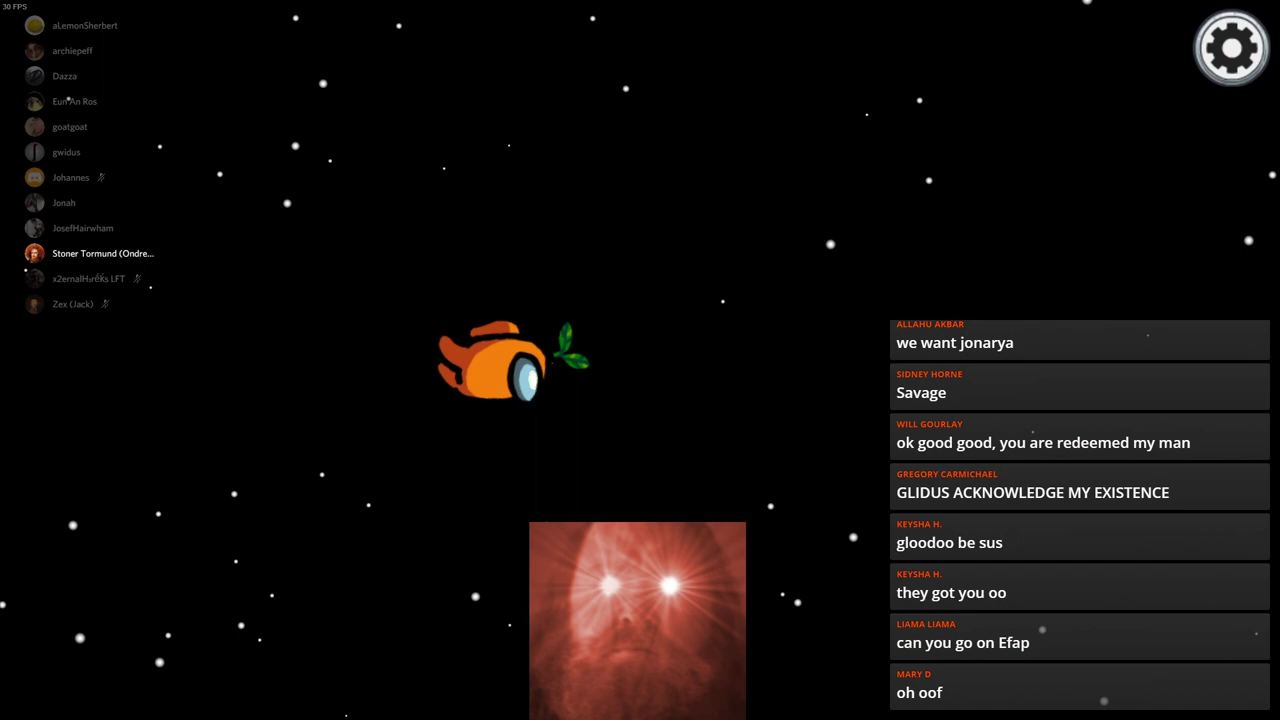 30 FPS
aLemonSherbert
archiepeff
Dazza
Eun An Ros
goatgoat
gwidus
Johannes
Jonah
JosefHairwham
Stoner Tormund (Ondre...
LFT
Zex (Jack)
ALLAHU AKBAR
we want jonarya
SIDNEY HORNE
Savage
WILL GOURLAY
ok good good, you are redeemed my man
GREGORY CARMICHAEL
GLIDUS ACKNOWLEDGE MY EXISTENCE
KEYSHA H.
gloodoo be sus
KEYSHA H.
they got you oo
LIAMA LIAMA
can you go on Efap
MARY D
oh oof